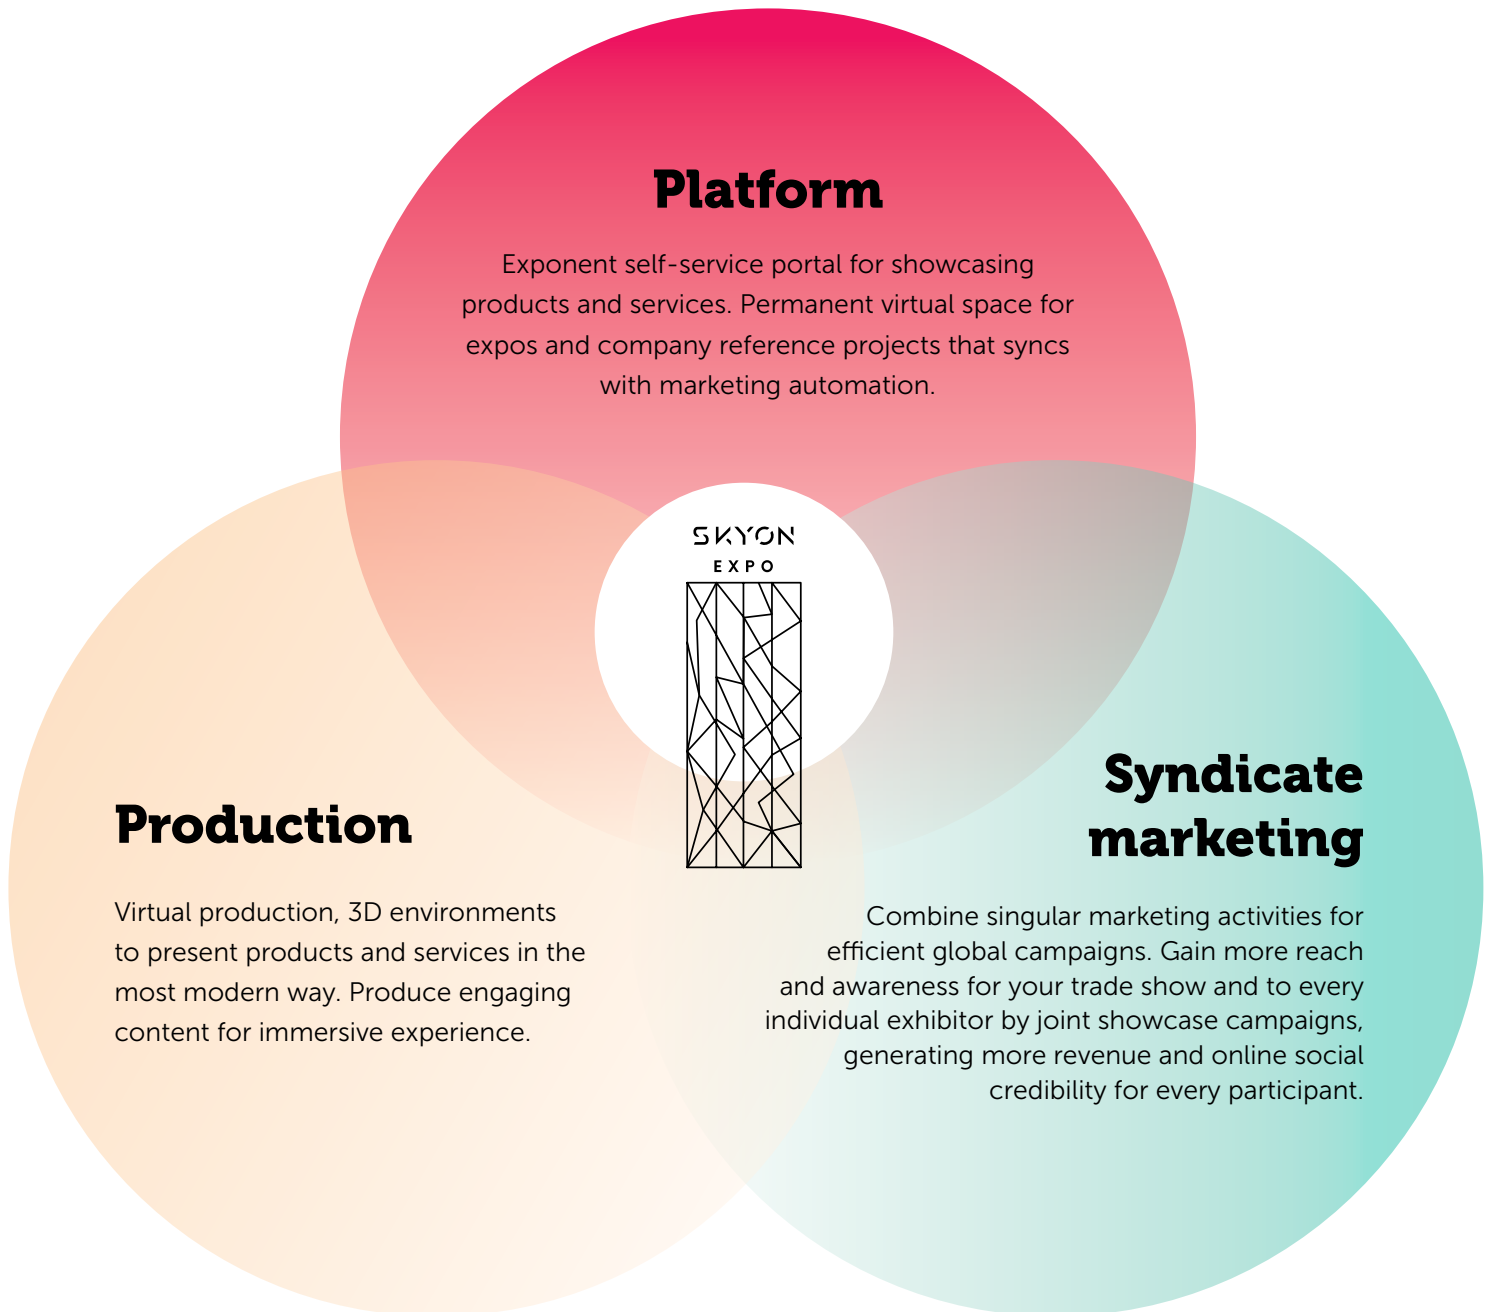 Platform
Exponent self-service portal for showcasing
products and services. Permanent virtual space for
expos and company reference projects that syncs
with marketing automation.
SKYON
EXPO
Production
Virtual production, 3D environments
to present products and services in the
most modern way. Produce engaging
content for immersive experience.
Syndicate
marketing
Combine singular marketing activities for
efficient global campaigns. Gain more reach
and awareness for your trade show and to every
individual exhibitor by joint showcase campaigns,
generating more revenue and online social
credibility for every participant.